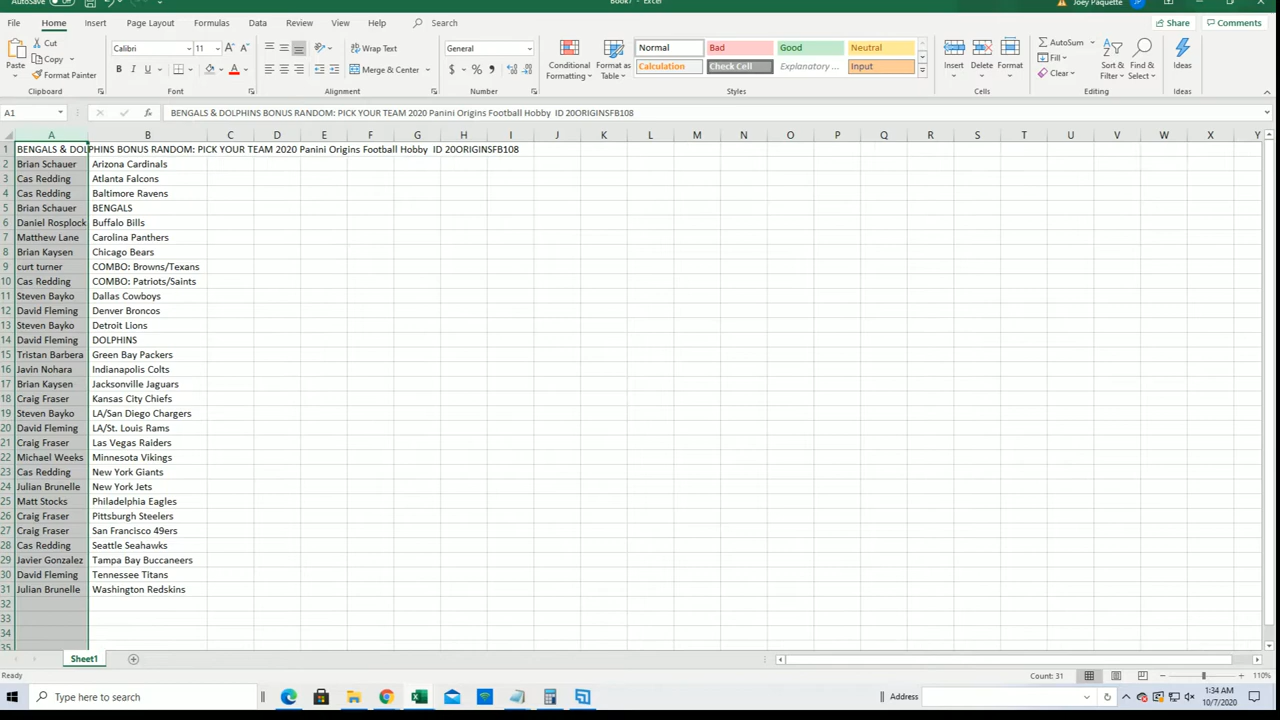 AutoSave Off Book7 - Excel Joey Paquette
File Home Insert Page Layout Formulas Data Review View Help Search Share Comments
Cut Calibri 11 A A Wrap Text General Normal Bad Good Neutral AutoSum
Copy Fill
Paste Format Painter B I U A Merge & Center $ % , Conditional Formatting Format as Table Calculation Check Cell Explanatory ... Input Insert Delete Format Clear Sort & Filter Find & Select Ideas
Clipboard Font Alignment Number Styles Cells Editing Ideas
A1 fx BENGALS & DOLPHINS BONUS RANDOM: PICK YOUR TEAM 2020 Panini Origins Football Hobby ID 20ORIGINSFB108
A B C D E F G H I J K L M N O P Q R S T U V W X Y
1 BENGALS & DOLPHINS BONUS RANDOM: PICK YOUR TEAM 2020 Panini Origins Football Hobby ID 20ORIGINSFB108
2 Brian Schauer Arizona Cardinals
3 Cas Redding Atlanta Falcons
4 Cas Redding Baltimore Ravens
5 Brian Schauer BENGALS
6 Daniel Rosplock Buffalo Bills
7 Matthew Lane Carolina Panthers
8 Brian Kaysen Chicago Bears
9 curt turner COMBO: Browns/Texans
10 Cas Redding COMBO: Patriots/Saints
11 Steven Bayko Dallas Cowboys
12 David Fleming Denver Broncos
13 Steven Bayko Detroit Lions
14 David Fleming DOLPHINS
15 Tristan Barbera Green Bay Packers
16 Javin Nohara Indianapolis Colts
17 Brian Kaysen Jacksonville Jaguars
18 Craig Fraser Kansas City Chiefs
19 Steven Bayko LA/San Diego Chargers
20 David Fleming LA/St. Louis Rams
21 Craig Fraser Las Vegas Raiders
22 Michael Weeks Minnesota Vikings
23 Cas Redding New York Giants
24 Julian Brunelle New York Jets
25 Matt Stocks Philadelphia Eagles
26 Craig Fraser Pittsburgh Steelers
27 Craig Fraser San Francisco 49ers
28 Cas Redding Seattle Seahawks
29 Javier Gonzalez Tampa Bay Buccaneers
30 David Fleming Tennessee Titans
31 Julian Brunelle Washington Redskins
32
33
34
35
Sheet1
Ready Count: 31 110%
Type here to search Address 1:34 AM
10/7/2020